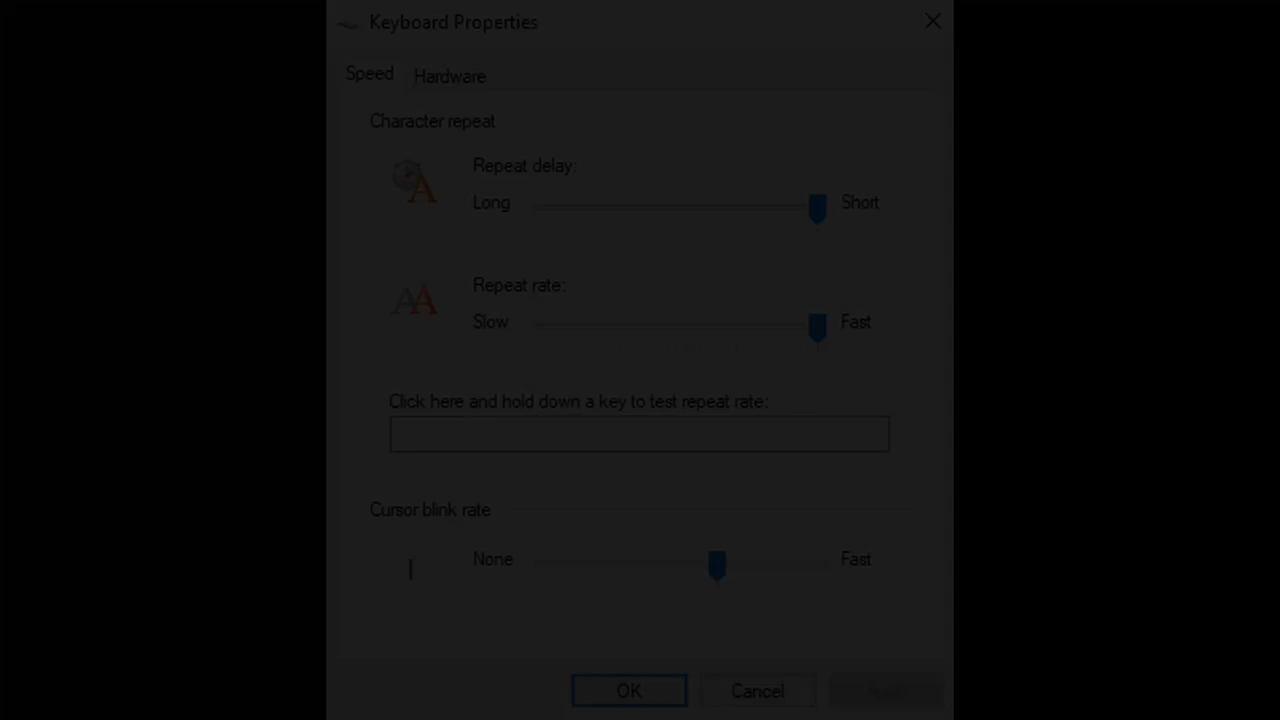 Keyboard Properties
Speed
Hardware
Character repeat
Repeat delay:
Long
Short
Repeat rate:
Slow
Fast
Click here and hold down a key to test repeat rate:
Cursor blink rate
None
Fast
OK
Cancel